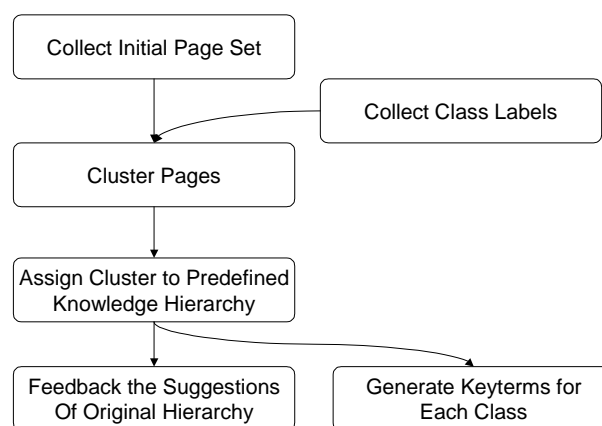 Collect Initial Page Set
Collect Class Labels
Cluster Pages
Assign Cluster to Predefined
Knowledge Hierarchy
Feedback the Suggestions
Of Original Hierarchy
Generate Keyterms for
Each Class